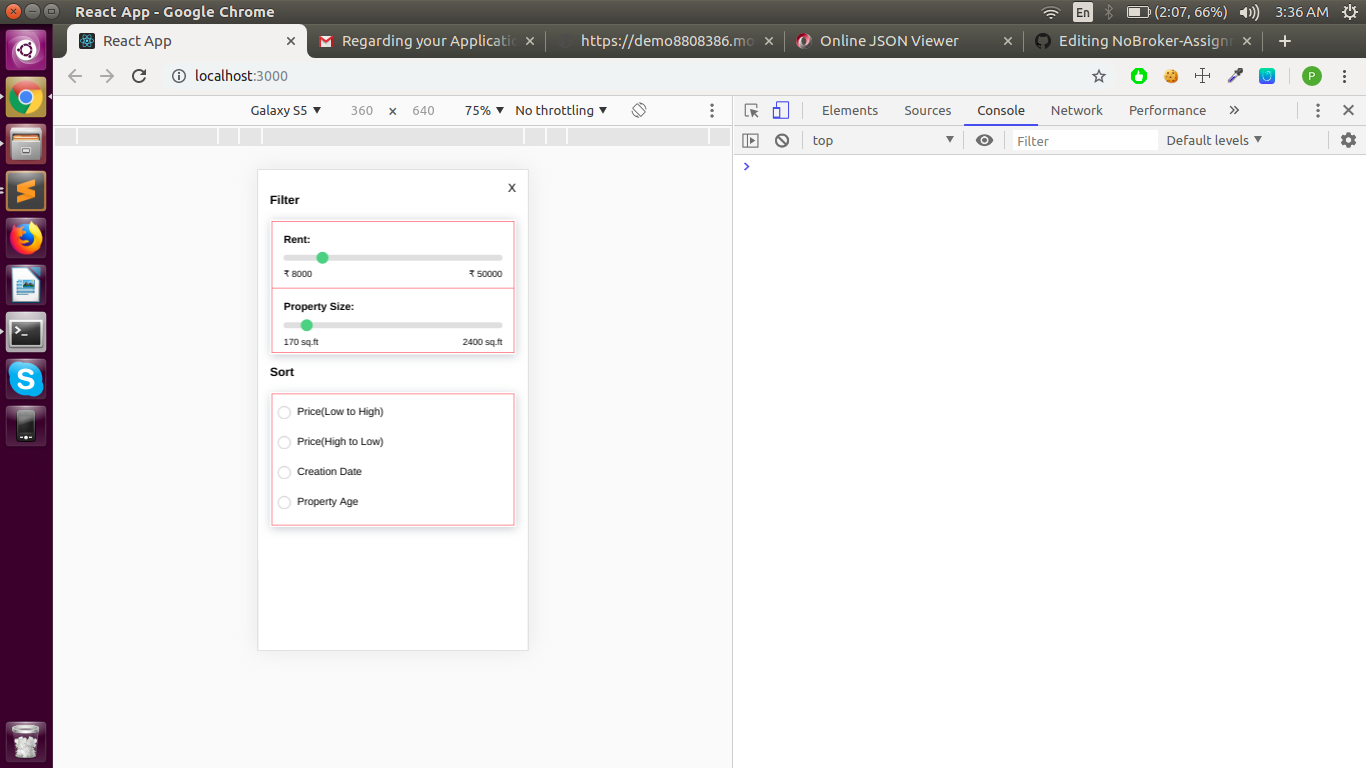 React App - Google Chrome
En
(2:07, 66%)
3:36 AM
React App
Regarding your Applicati
https://demo8808386.mo
Online JSON Viewer
Editing NoBroker-Assign
localhost:3000
P
Galaxy S5
360 x 640
75%
No throttling
Elements
Sources
Console
Network
Performance
top
Filter
Default levels
X
Filter
Rent:
₹ 8000
₹ 50000
Property Size:
170 sq.ft
2400 sq.ft
Sort
Price(Low to High)
Price(High to Low)
Creation Date
Property Age